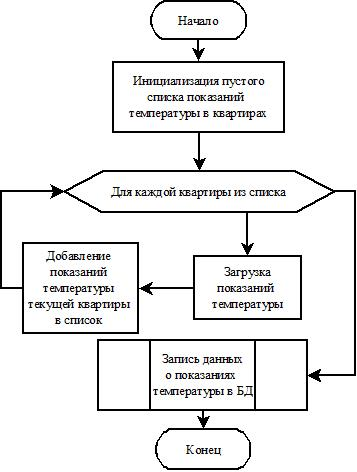 Начало
Инициализация пустого
списка показаний
температуры в квартирах
Для каждой квартиры из списка
Добавление
показаний
температуры
текущей квартиры
в список
Загрузка
показаний
температуры
Запись данных
о показаниях
температуры в БД
Конец